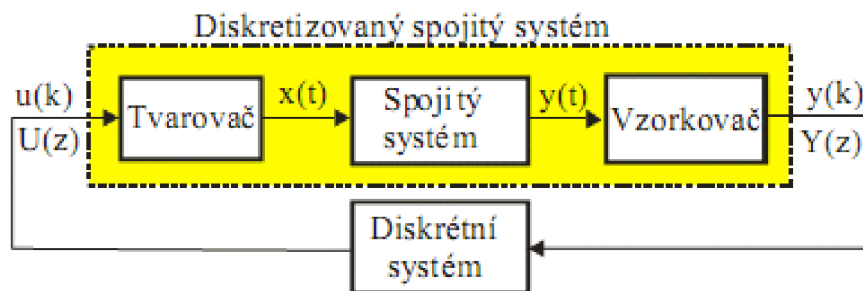 Diskretizovaný spojitý systém
u(k)
U(z)
Tvarovač
x(t)
Spojitý
systém
y(t)
Vzorkovač
y(k)
Y(z)
Diskrétní
systém